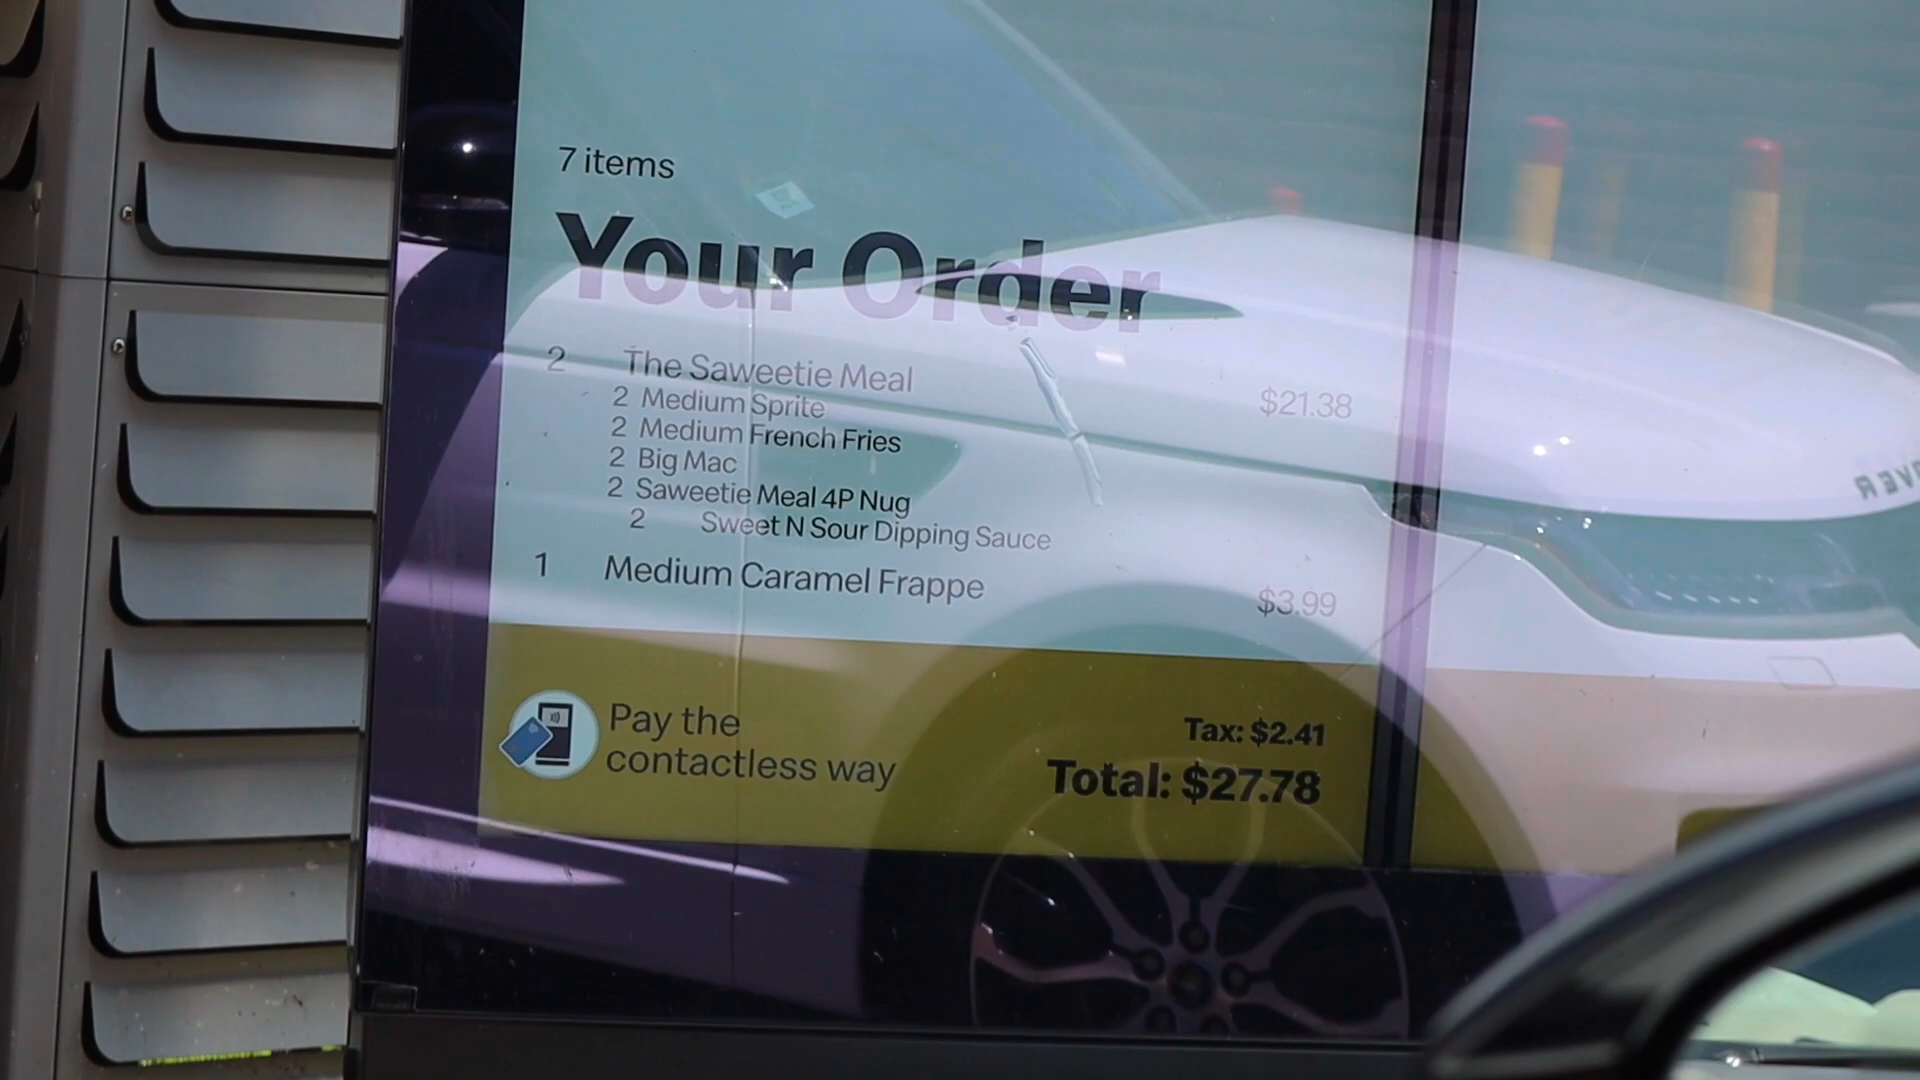 7 items
Your Order
2 The Saweetie Meal $21.38
2 Medium Sprite
2 Medium French Fries
2 Big Mac
2 Saweetie Meal 4P Nug
2 Sweet N Sour Dipping Sauce
1 Medium Caramel Frappe $3.99
Pay the
contactless way
Tax: $2.41
Total: $27.78